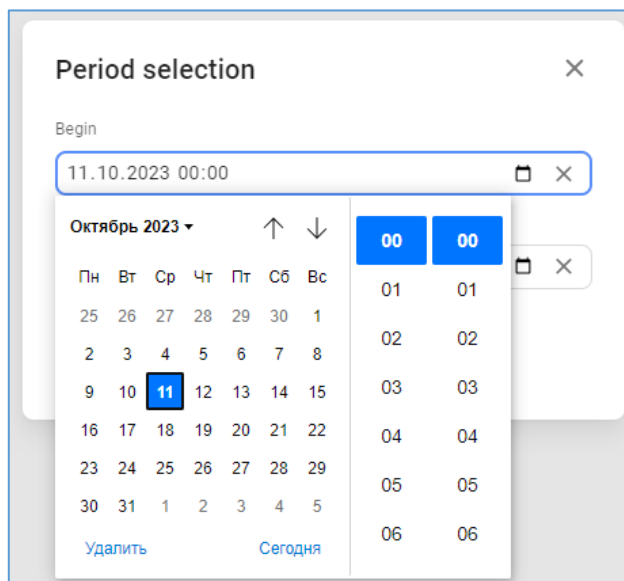 Period selection
Begin
11.10.2023 00:00
Октябрь 2023
Пн Вт Ср Чт Пт Сб Вс
25 26 27 28 29 30 1
2 3 4 5 6 7 8
9 10 11 12 13 14 15
16 17 18 19 20 21 22
23 24 25 26 27 28 29
30 31 1 2 3 4 5
Удалить Сегодня
00 00
01 01
02 02
03 03
04 04
05 05
06 06